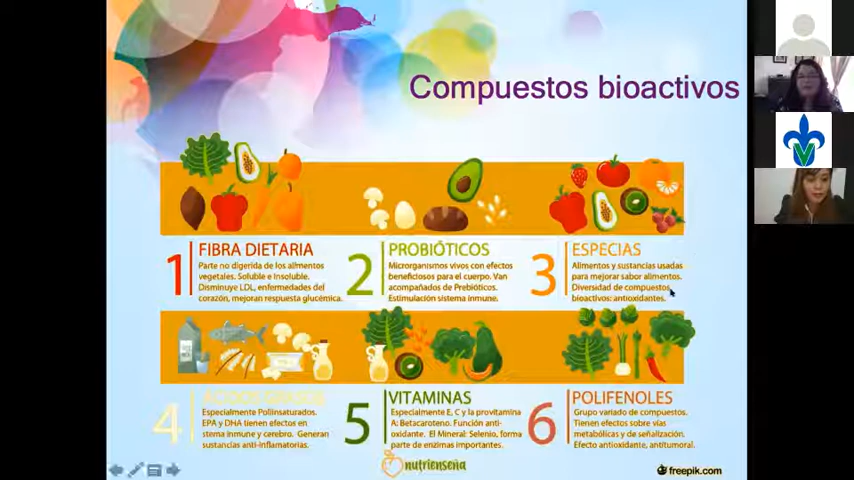 Compuestos bioactivos
1 FIBRA DIETARIA
Parte no digerida de los alimentos
vegetales. Soluble e Insoluble.
Disminuye LDL, enfermedades del
corazón, mejoran respuesta glucémica.
2 PROBIÓTICOS
Microrganismos vivos con efectos
beneficiosos para el cuerpo. Van
acompañados de Prebióticos.
Estimulación sistema inmune.
3 ESPECIAS
Alimentos y sustancias usadas
para mejorar sabor alimentos.
Diversidad de compuestos
bioactivos: antioxidantes.
4 ÁCIDOS GRASOS
Especialmente Poliinsaturados.
EPA y DHA tienen efectos en
stema inmune y cerebro. Generan
sustancias anti-inflamatorias.
5 VITAMINAS
Especialmente E, C y la provitamina
A: Betacaroteno. Función anti-
oxidante. El Mineral: Selenio, forma
parte de enzimas importantes.
6 POLIFENOLES
Grupo variado de compuestos.
Tienen efectos sobre vías
metabólicas y de señalización.
Efecto antioxidante, antitumoral.
nutrienseña
freepik.com